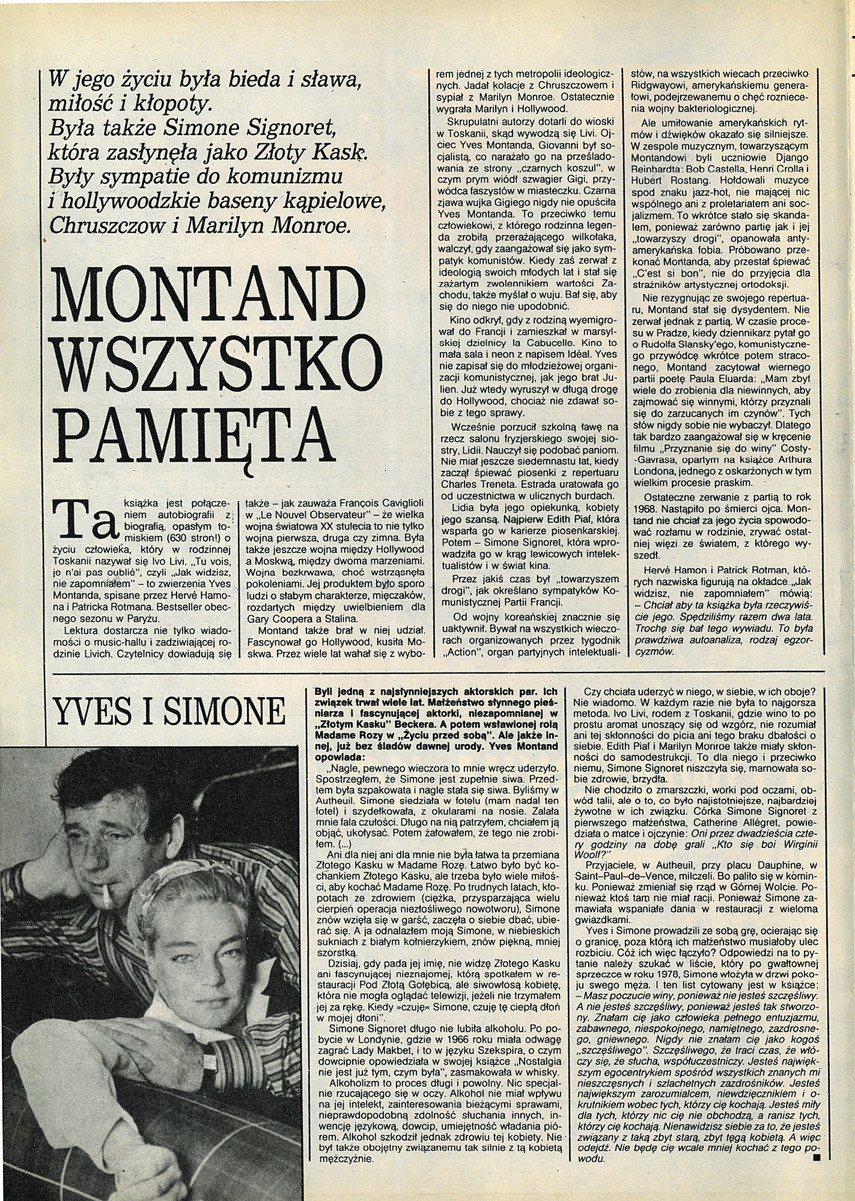 W jego życiu była bieda i sława,
miłość i kłopoty.
Była także Simone Signoret,
która zasłynęła jako Złoty Kask.
Były sympatie do komunizmu
i hollywoodzkie baseny kąpielowe,
Chruszczow i Marilyn Monroe.
MONTAND
WSZYSTKO
PAMIĘTA
Ta książka jest połącze-
niem autobiografii z
biografią, opasłym to-
miskiem (630 stron!) o
życiu człowieka, który w rodzinnej
Toskanii nazywał się Ivo Livi. „Tu vois,
je n'ai pas oublié", czyli „Jak widzisz,
nie zapomniałem" – to zwierzenia Yves
Montanda, spisane przez Hervé Hamo-
na i Patricka Rotmana. Bestseller obec-
nego sezonu w Paryżu.
Lektura dostarcza nie tylko wiado-
mości o music-hallu i zadziwiającej ro-
dzinie Livich. Czytelnicy dowiadują się
także – jak zauważa François Caviglioli
w „Le Nouvel Observateur" – że wielka
wojna światowa XX stulecia to nie tylko
wojna pierwsza, druga czy zimna. Była
także jeszcze wojna między Hollywood
a Moskwą, między dwoma marzeniami.
Wojna bezkrwawa, choć wstrząsnęła
pokoleniami. Jej produktem było sporo
ludzi o słabym charakterze, mięczaków,
rozdartych między uwielbieniem dla
Gary Coopera a Stalina.
Montand także brał w niej udział.
Fascynował go Hollywood, kusiła Mo-
skwa. Przez wiele lat wahał się z wybo-
rem jednej z tych metropolii ideologicz-
nych. Jadał kolacje z Chruszczowem i
sypiał z Marilyn Monroe. Ostatecznie
wygrała Marilyn i Hollywood.
Skrupulatni autorzy dotarli do wioski
w Toskanii, skąd wywodzą się Livi. Oj-
ciec Yves Montanda, Giovanni był so-
cjalistą, co narażało go na prześlado-
wania ze strony „czarnych koszul", w
czym prym wiódł szwagier Gigi, przy-
wódca faszystów w miasteczku. Czarna
zjawa wujka Gigiego nigdy nie opuściła
Yves Montanda. To przeciwko temu
człowiekowi, z którego rodzinna legen-
da zrobiła przerażającego wilkołaka,
walczył, gdy zaangażował się jako sym-
patyk komunistów. Kiedy zaś zerwał z
ideologią swoich młodych lat i stał się
zażartym zwolennikiem wartości Za-
chodu, także myślał o wuju. Bał się, aby
się do niego nie upodobnić.
Kino odkrył, gdy z rodziną wyemigro-
wał do Francji i zamieszkał w marsyl-
skiej dzielnicy la Cabucelle. Kino to
mała sala i neon z napisem Idéal. Yves
nie zapisał się do młodzieżowej organi-
zacji komunistycznej, jak jego brat Ju-
lien. Już wtedy wyruszył w długą drogę
do Hollywood, chociaż nie zdawał so-
bie z tego sprawy.
Wcześnie porzucił szkolną ławę na
rzecz salonu fryzjerskiego swojej sio-
stry, Lidii. Nauczył się podobać paniom.
Nie miał jeszcze siedemnastu lat, kiedy
zaczął śpiewać piosenki z repertuaru
Charles Treneta. Estrada uratowała go
od uczestnictwa w ulicznych burdach.
Lidia była jego opiekunką, kobiety
jego szansą. Najpierw Edith Piaf, która
wsparła go w karierze piosenkarskiej.
Potem – Simone Signoret, która wpro-
wadziła go w krąg lewicowych intelek-
tualistów i w świat kina.
Przez jakiś czas był „towarzyszem
drogi", jak określano sympatyków Ko-
munistycznej Partii Francji.
Od wojny koreańskiej znacznie się
uaktywnił. Bywał na wszystkich wieczo-
rach organizowanych przez tygodnik
„Action", organ partyjnych intelektuali-
stów, na wszystkich wiecach przeciwko
Ridgwayowi, amerykańskiemu genera-
łowi, podejrzewanemu o chęć rozniece-
nia wojny bakteriologicznej.
Ale umiłowanie amerykańskich ryt-
mów i dźwięków okazało się silniejsze.
W zespole muzycznym, towarzyszącym
Montandowi byli uczniowie Django
Reinhardta: Bob Castella, Henri Crolla i
Hubert Rostang. Hołdowali muzyce
spod znaku jazz-hot, nie mającej nic
wspólnego ani z proletariatem ani soc-
jalizmem. To wkrótce stało się skanda-
lem, ponieważ zarówno partię jak i jej
„towarzyszy drogi", opanowała anty-
amerykańska fobia. Próbowano prze-
konać Montanda, aby przestał śpiewać
„C'est si bon", nie do przyjęcia dla
strażników artystycznej ortodoksji.
Nie rezygnując ze swojego repertua-
ru, Montand stał się dysydentem. Nie
zerwał jednak z partią. W czasie proce-
su w Pradze, kiedy dziennikarz pytał go
o Rudolfa Slansky'ego, komunistyczne-
go przywódcę wkrótce potem straco-
nego, Montand zacytował wiernego
partii poetę Paula Eluarda: „Mam zbyt
wiele do zrobienia dla niewinnych, aby
zajmować się winnymi, którzy przyznali
się do zarzucanych im czynów". Tych
słów nigdy sobie nie wybaczył. Dlatego
tak bardzo zaangażował się w kręcenie
filmu „Przyznanie się do winy" Costy-
-Gavrasa, opartym na książce Arthura
Londona, jednego z oskarżonych w tym
wielkim procesie praskim.
Ostateczne zerwanie z partią to rok
1968. Nastąpiło po śmierci ojca. Mon-
tand nie chciał za jego życia spowodo-
wać rozłamu w rodzinie, zrywać ostat-
niej więzi ze światem, z którego wy-
szedł.
Hervé Hamon i Patrick Rotman, któ-
rych nazwiska figurują na okładce „Jak
widzisz, nie zapomniałem" mówią:
– Chciał aby ta książka była rzeczywiś-
cie jego. Spędziliśmy razem dwa lata.
Trochę się bał tego wywiadu. To była
prawdziwa autoanaliza, rodzaj egzor-
cyzmów.
YVES I SIMONE
Byli jedną z najsłynniejszych aktorskich par. Ich
związek trwał wiele lat. Małżeństwo słynnego pieś-
niarza i fascynującej aktorki, niezapomnianej w
„Złotym Kasku" Beckera. A potem wsławionej rolą
Madame Rozy w „Życiu przed sobą". Ale jakże in-
nej, już bez śladów dawnej urody. Yves Montand
opowiada:
„Nagle, pewnego wieczora to mnie wręcz uderzyło.
Spostrzegłem, że Simone jest zupełnie siwa. Przed-
tem była szpakowata i nagle stała się siwa. Byliśmy w
Autheuil. Simone siedziała w fotelu (mam nadal ten
fotel) i szydełkowała, z okularami na nosie. Zalała
mnie fala czułości. Długo na nią patrzyłem, chciałem ją
objąć, ukołysać. Potem żałowałem, że tego nie zrobi-
łem. (...)
Ani dla niej ani dla mnie nie była łatwa ta przemiana
Złotego Kasku w Madame Rozę. Łatwo było być ko-
chankiem Złotego Kasku, ale trzeba było wiele miłoś-
ci, aby kochać Madame Rozę. Po trudnych latach, kło-
potach ze zdrowiem (ciężka, przysparzająca wielu
cierpień operacja niezłośliwego nowotworu), Simone
znów wzięła się w garść, zaczęła o siebie dbać, ubie-
rać się. A ja odnalazłem moją Simone, w niebieskich
sukniach z białym kołnierzykiem, znów piękną, mniej
szorstką.
Dzisiaj, gdy pada jej imię, nie widzę Złotego Kasku
ani fascynującej nieznajomej, którą spotkałem w re-
stauracji Pod Złotą Gołębicą, ale siwowłosą kobietę,
która nie mogła oglądać telewizji, jeżeli nie trzymałem
jej za rękę. Kiedy »czuję« Simone, czuję tę ciepłą dłoń
w mojej dłoni".
Simone Signoret długo nie lubiła alkoholu. Po po-
bycie w Londynie, gdzie w 1966 roku miała odwagę
zagrać Lady Makbet, i to w języku Szekspira, o czym
dowcipnie opowiedziała w swojej książce „Nostalgia
nie jest już tym, czym była", zasmakowała w whisky.
Alkoholizm to proces długi i powolny. Nic specjal-
nie rzucającego się w oczy. Alkohol nie miał wpływu
na jej intelekt, zainteresowania bieżącymi sprawami,
nieprawdopodobną zdolność słuchania innych, in-
wencję językową, dowcip, umiejętność władania pió-
rem. Alkohol szkodził jednak zdrowiu tej kobiety. Nie
był także obojętny związanemu tak silnie z tą kobietą
mężczyźnie.
Czy chciała uderzyć w niego, w siebie, w ich oboje?
Nie wiadomo. W każdym razie nie była to najgorsza
metoda. Ivo Livi, rodem z Toskanii, gdzie wino to po
prostu aromat unoszący się od wzgórz, nie rozumiał
ani tej skłonności do picia ani tego braku dbałości o
siebie. Edith Piaf i Marilyn Monroe także miały skłon-
ności do samodestrukcji. To dla niego i przeciwko
niemu, Simone Signoret niszczyła się, marnowała so-
bie zdrowie, brzydła.
Nie chodziło o zmarszczki, worki pod oczami, ob-
wód talii, ale o to, co było najistotniejsze, najbardziej
żywotne w ich związku. Córka Simone Signoret z
pierwszego małżeństwa, Catherine Allégret, powie-
działa o matce i ojczynie: Oni przez dwadzieścia czte-
ry godziny na dobę grali „Kto się boi Wirginii
Woolf?"
Przyjaciele, w Autheuil, przy placu Dauphine, w
Saint–Paul–de–Vence, milczeli. Bo paliło się w komin-
ku. Ponieważ zmieniał się rząd w Górnej Wolcie. Po-
nieważ ktoś tam nie miał racji. Ponieważ Simone za-
mawiała wspaniałe dania w restauracji z wieloma
gwiazdkami.
Yves i Simone prowadzili ze sobą grę, ocierając się
o granicę, poza którą ich małżeństwo musiałoby ulec
rozbiciu. Cóż ich więc łączyło? Odpowiedzi na to py-
tanie należy szukać w liście, który po gwałtownej
sprzeczce w roku 1978, Simone włożyła w drzwi poko-
ju swego męża. I ten list cytowany jest w książce:
– Masz poczucie winy, ponieważ nie jesteś szczęśliwy.
A nie jesteś szczęśliwy, ponieważ tak jesteś stworzo-
ny. Znałam cię jako człowieka pełnego entuzjazmu,
zabawnego, niespokojnego, namiętnego, zazdrosne-
go, gniewnego. Nigdy nie znałam cię jako kogoś
„szczęśliwego". Szczęśliwego, że traci czas, że włó-
czy się, że słucha, współuczestniczy. Jesteś najwięk-
szym egocentrykiem spośród wszystkich znanych mi
nieszczęsnych i szlachetnych zazdrośników. Jesteś
największym zarozumialcem, niewdzięcznikiem i o-
krutnikiem wobec tych, którzy cię kochają. Jesteś miły
dla tych, którzy nic cię nie obchodzą, a ranisz tych,
którzy cię kochają. Nienawidzisz siebie za to, że jesteś
związany z taką zbyt starą, zbyt tęgą kobietą. A więc
odejdź. Nie będę cię wcale mniej kochać z tego po-
wodu.